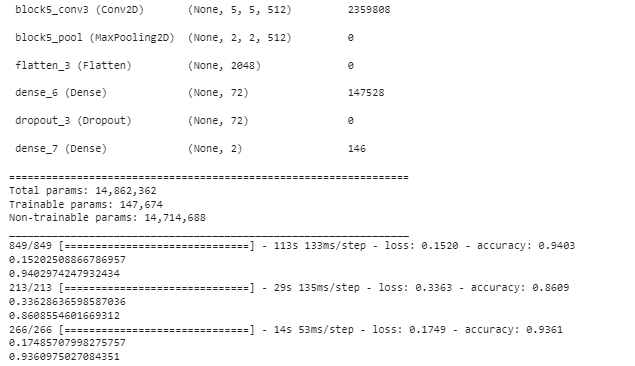 block5_conv3 (Conv2D) (None, 5, 5, 512) 2359808
block5_pool (MaxPooling2D) (None, 2, 2, 512) 0
flatten_3 (Flatten) (None, 2048) 0
dense_6 (Dense) (None, 72) 147528
dropout_3 (Dropout) (None, 72) 0
dense_7 (Dense) (None, 2) 146
=================================================================
Total params: 14,862,362
Trainable params: 147,674
Non-trainable params: 14,714,688
_________________________________________________________________
849/849 [==============================] - 113s 133ms/step - loss: 0.1520 - accuracy: 0.9403
0.15202508866786957
0.9402974247932434
213/213 [==============================] - 29s 135ms/step - loss: 0.3363 - accuracy: 0.8609
0.33628636598587036
0.8608554601669312
266/266 [==============================] - 14s 53ms/step - loss: 0.1749 - accuracy: 0.9361
0.17485707998275757
0.9360975027084351